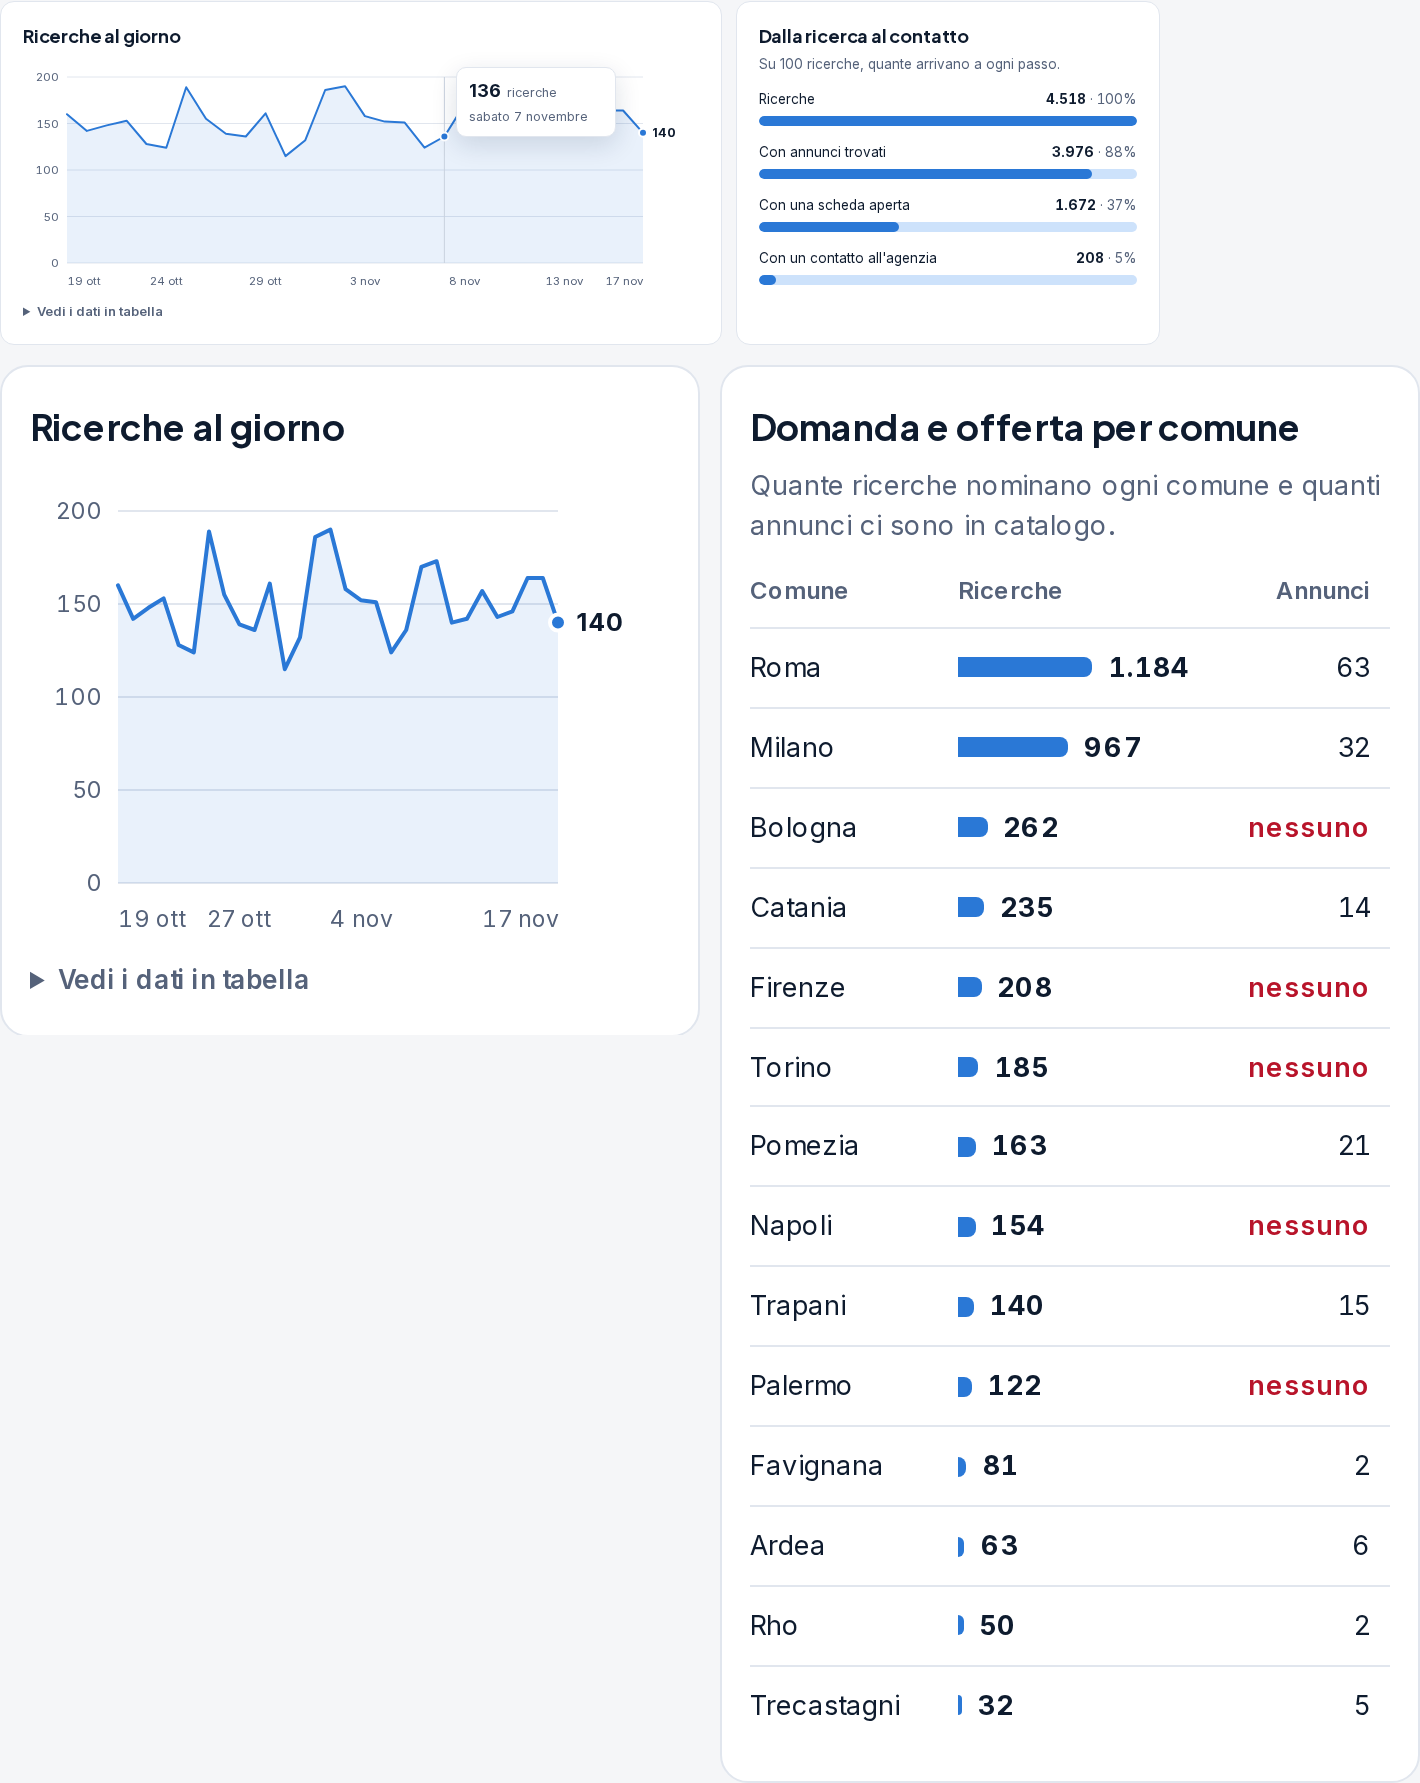 Ricerche al giorno
200
150
100
50
0
136 ricerche
sabato 7 novembre
140
19 ott 24 ott 29 ott 3 nov 8 nov 13 nov 17 nov
▶ Vedi i dati in tabella
Dalla ricerca al contatto
Su 100 ricerche, quante arrivano a ogni passo.
Ricerche 4.518 · 100%
Con annunci trovati 3.976 · 88%
Con una scheda aperta 1.672 · 37%
Con un contatto all'agenzia 208 · 5%
Ricerche al giorno
200
150
100
50
0
140
19 ott 27 ott 4 nov 17 nov
▶ Vedi i dati in tabella
Domanda e offerta per comune
Quante ricerche nominano ogni comune e quanti
annunci ci sono in catalogo.
Comune Ricerche Annunci
Roma 1.184 63
Milano 967 32
Bologna 262 nessuno
Catania 235 14
Firenze 208 nessuno
Torino 185 nessuno
Pomezia 163 21
Napoli 154 nessuno
Trapani 140 15
Palermo 122 nessuno
Favignana 81 2
Ardea 63 6
Rho 50 2
Trecastagni 32 5